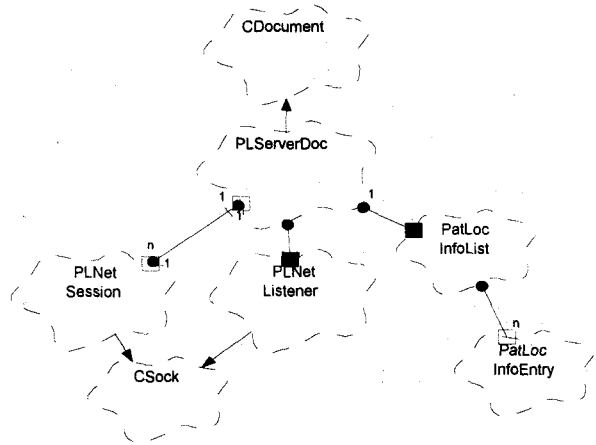 CDocument
PLServerDoc
1
1
1
n
1
PLNet
Session
PLNet
Listener
PatLoc
InfoList
n
PatLoc
InfoEntry
CSock